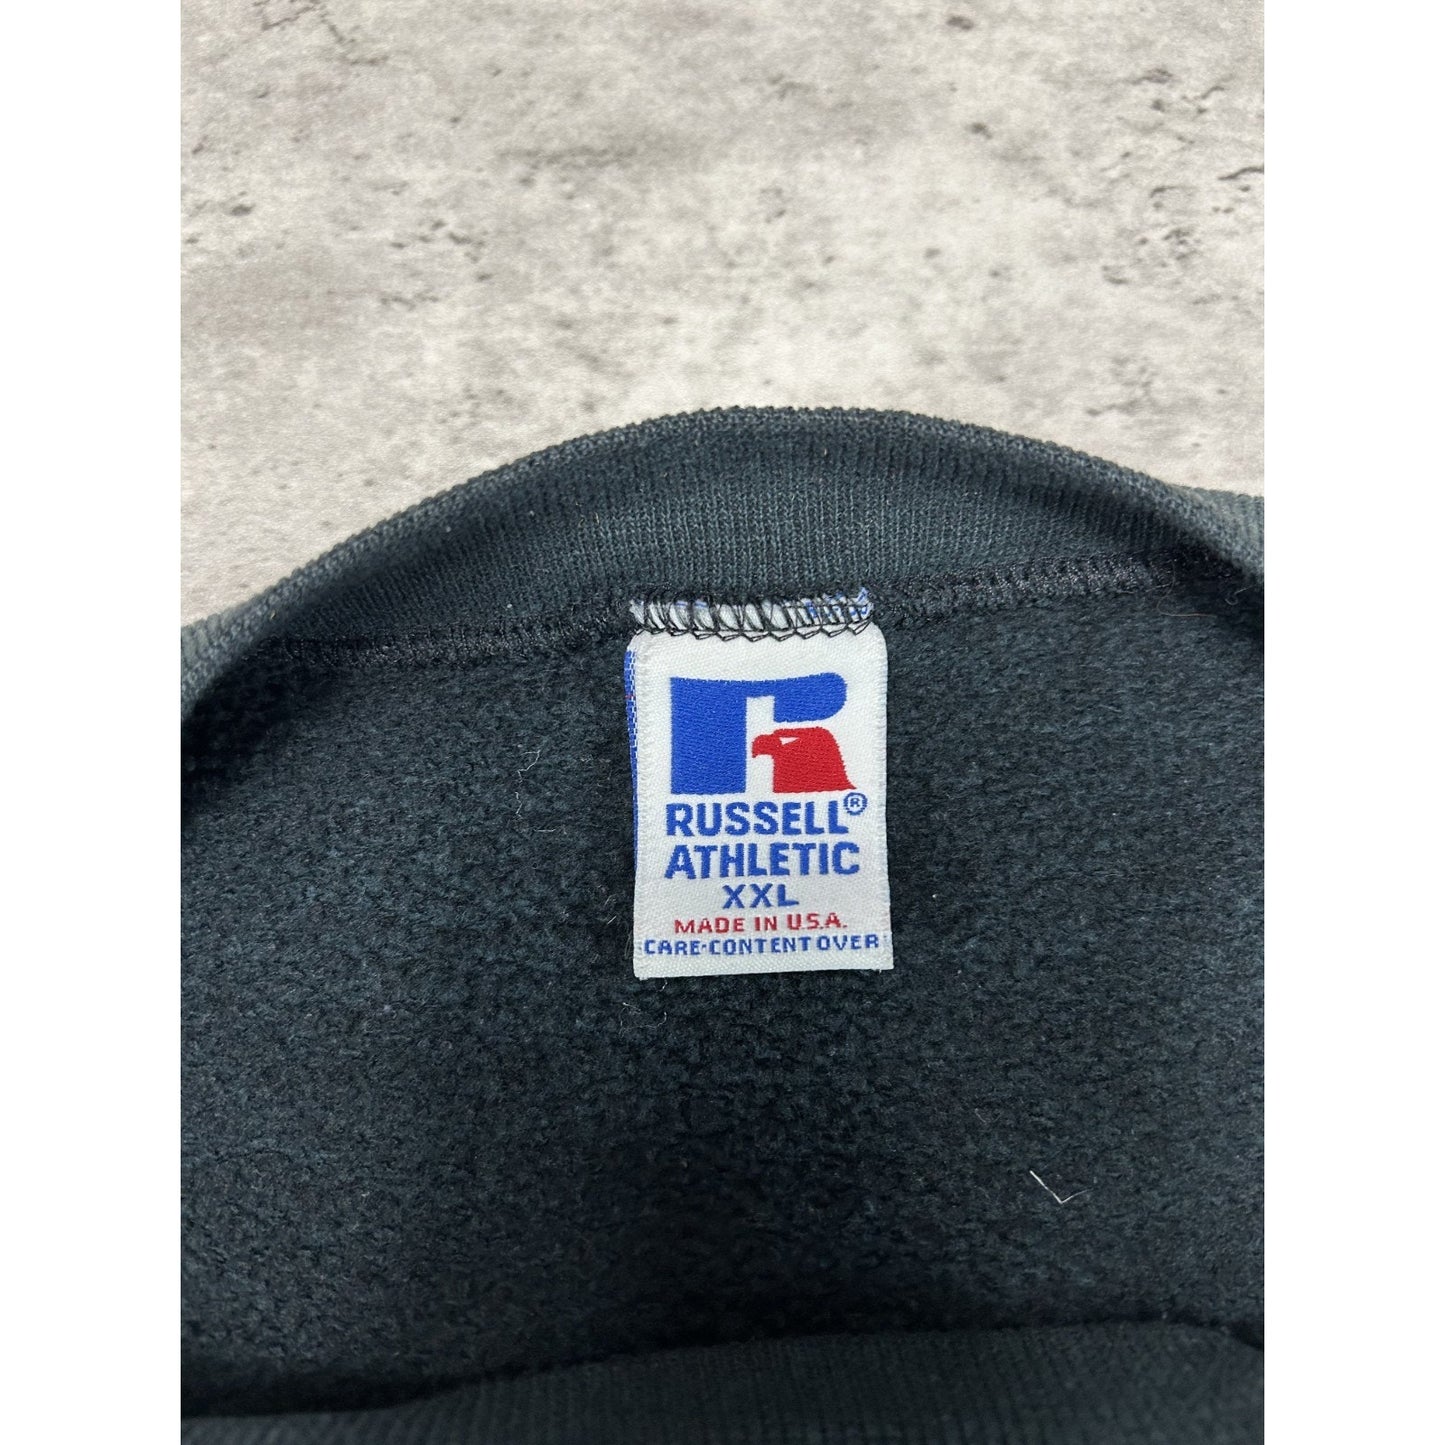 RUSSELL®
ATHLETIC
XXL
MADE IN U.S.A.
CARE·CONTENT OVER